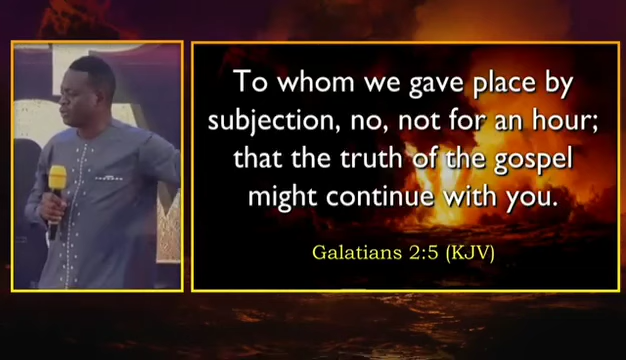 To whom we gave place by
subjection, no, not for an hour;
that the truth of the gospel
might continue with you.
Galatians 2:5 (KJV)